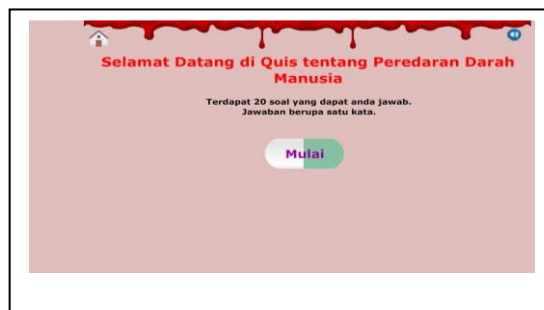 Selamat Datang di Quis tentang Peredaran Darah
Manusia
Terdapat 20 soal yang dapat anda jawab.
Jawaban berupa satu kata.
Mulai